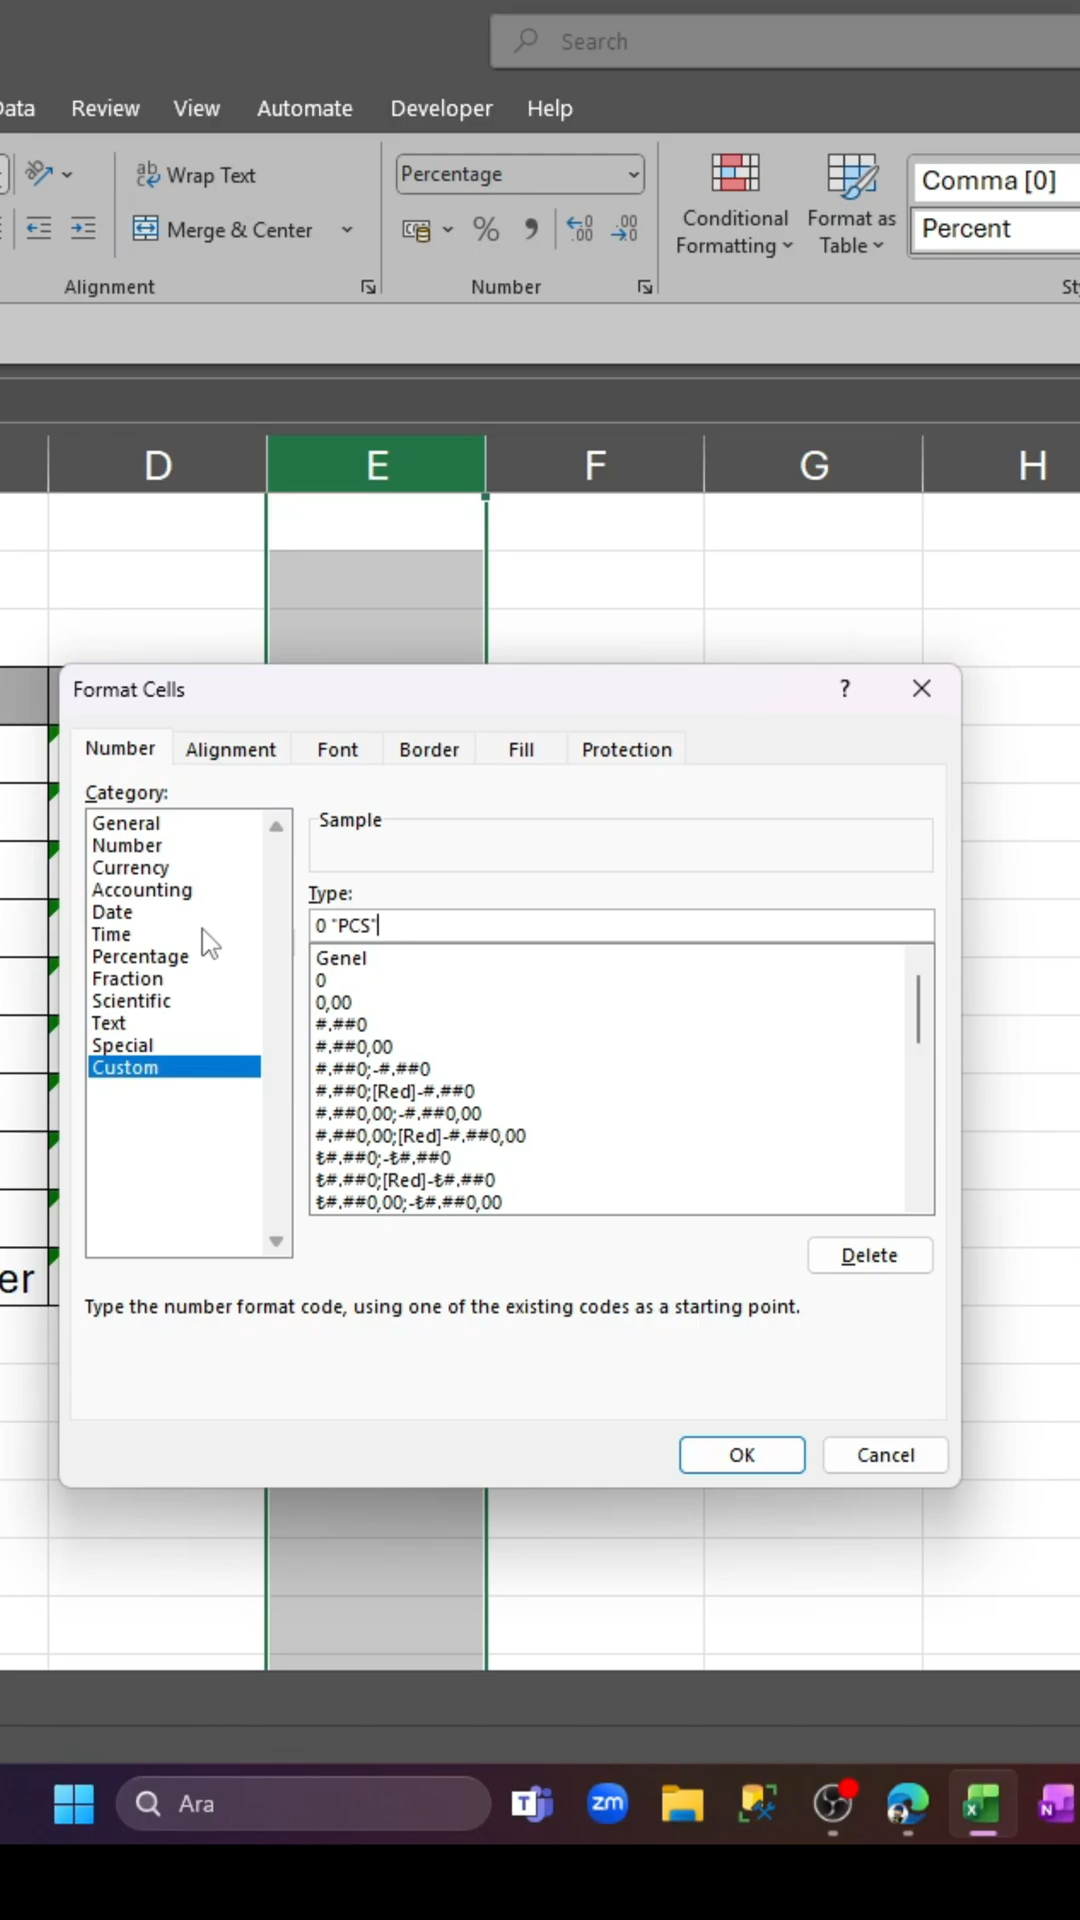 Search
Data Review View Automate Developer Help
ab Wrap Text
Percentage
Comma [0]
Merge & Center
Conditional Formatting
Format as Table
Percent
Alignment
Number
D E F G H
Format Cells
Number Alignment Font Border Fill Protection
Category:
General
Number
Currency
Accounting
Date
Time
Percentage
Fraction
Scientific
Text
Special
Custom
Sample
Type:
0 "PCS"
Genel
0
0,00
#.##0
#.##0,00
#.##0;-#.##0
#.##0;[Red]-#.##0
#.##0,00;-#.##0,00
#.##0,00;[Red]-#.##0,00
₺#.##0;-₺#.##0
₺#.##0;[Red]-₺#.##0
₺#.##0,00;-₺#.##0,00
Delete
er
Type the number format code, using one of the existing codes as a starting point.
OK Cancel
Ara
zm